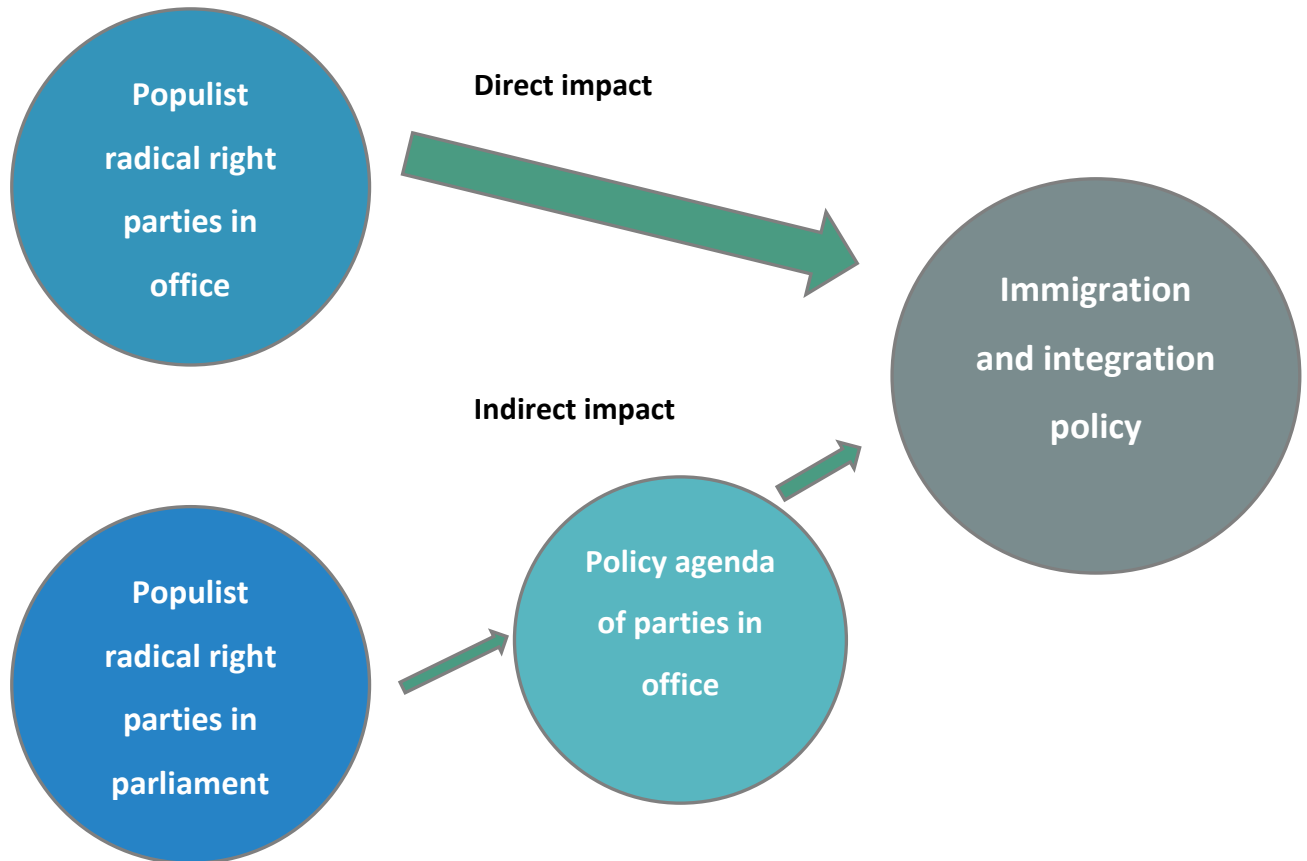 Populist
radical right
parties in
office
Direct impact
Immigration
and integration
policy
Indirect impact
Populist
radical right
parties in
parliament
Policy agenda
of parties in
office